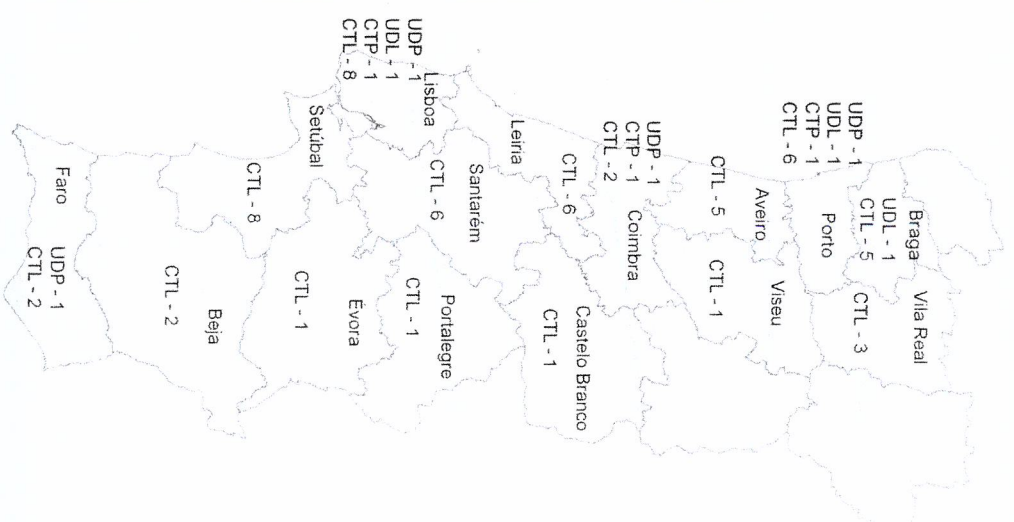 Braga
UDL - 1
CTL - 5
Vila Real
CTL - 3
UDP - 1
UDL - 1
CTP - 1
CTL - 6
Porto
Aveiro
CTL - 5
Viseu
CTL - 1
UDP - 1
CTP - 1
CTL - 2
Coimbra
Castelo Branco
CTL - 1
Leiria
CTL - 6
Santarém
CTL - 6
Portalegre
CTL - 1
Lisboa
UDP - 1
UDL - 1
CTP - 1
CTL - 8
Setúbal
CTL - 8
Évora
CTL - 1
Beja
CTL - 2
Faro
UDP - 1
CTL - 2